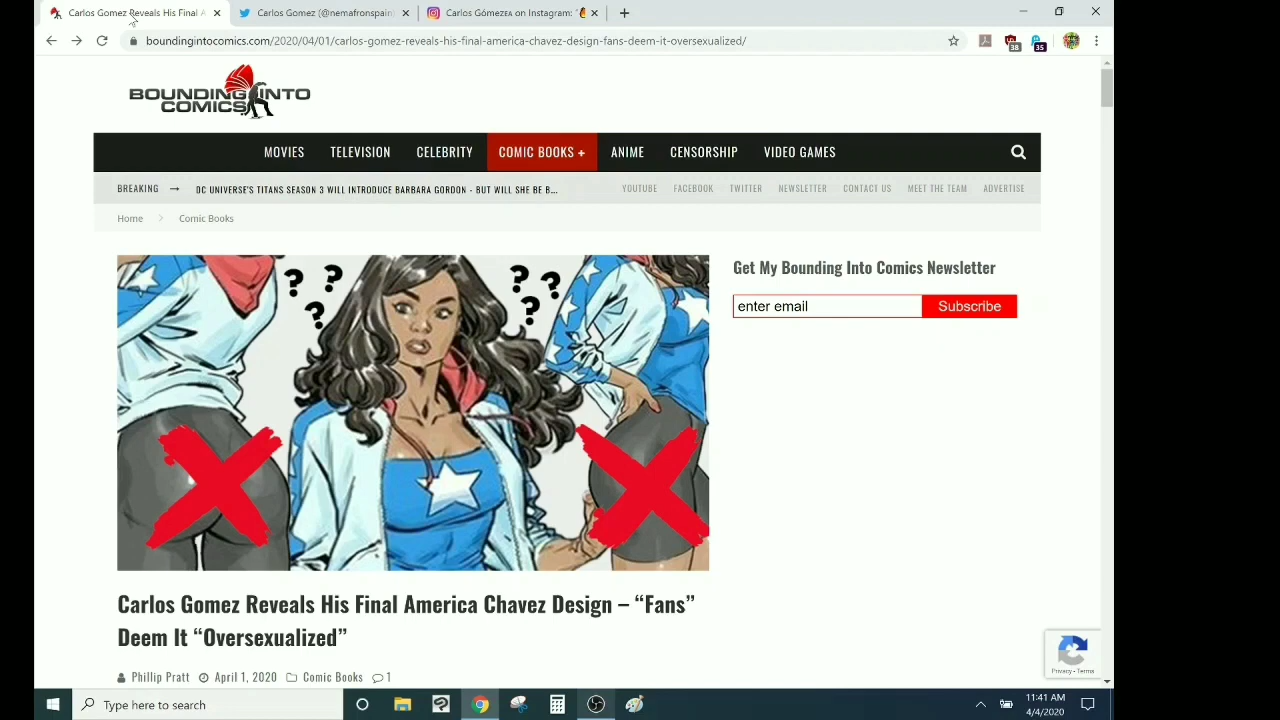 Carlos Gomez Reveals His Final A
Carlos Gomez (@nemafronspain
Carlos Gómezᴇᴀ on Instagram: "
boundingintocomics.com/2020/04/01/carlos-gomez-reveals-his-final-america-chavez-design-fans-deem-it-oversexualized/
38
35
BOUNDING INTO
COMICS
MOVIES TELEVISION CELEBRITY COMIC BOOKS + ANIME CENSORSHIP VIDEO GAMES
BREAKING → DC UNIVERSE'S TITANS SEASON 3 WILL INTRODUCE BARBARA GORDON - BUT WILL SHE BE B... YOUTUBE FACEBOOK TWITTER NEWSLETTER CONTACT US MEET THE TEAM ADVERTISE
Home > Comic Books
? ? ? ? ? ?
Get My Bounding Into Comics Newsletter
enter email Subscribe
Carlos Gomez Reveals His Final America Chavez Design – “Fans”
Deem It “Oversexualized”
Phillip Pratt April 1, 2020 Comic Books 1
Privacy - Terms
Type here to search
11:41 AM
4/4/2020